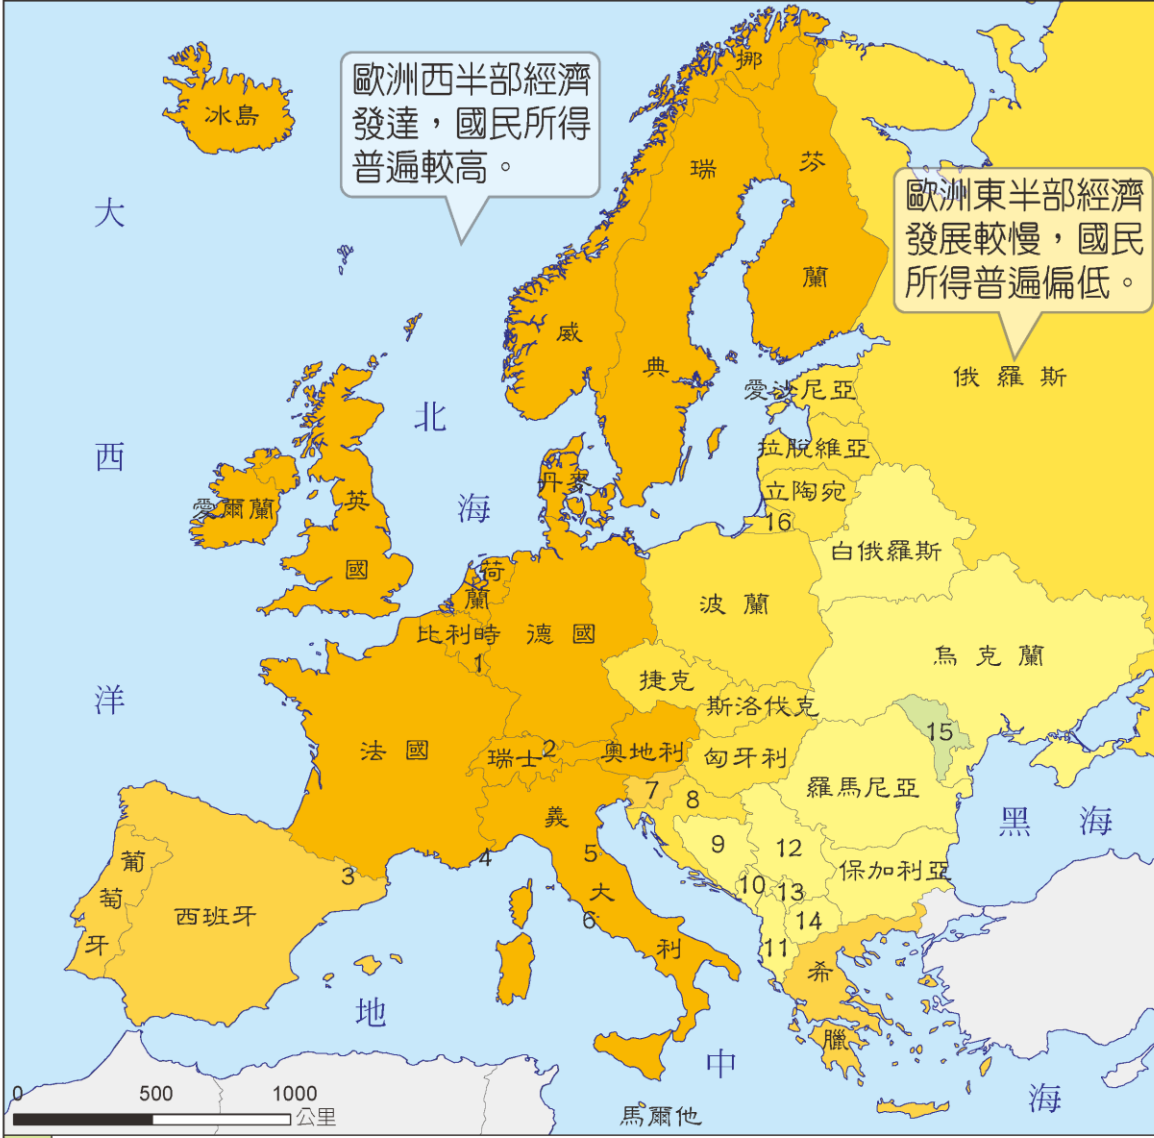 冰島
歐洲西半部經濟
發達，國民所得
普遍較高。
挪
威
瑞
典
芬
蘭
歐洲東半部經濟
發展較慢，國民
所得普遍偏低。
俄羅斯
大
西
洋
北
海
愛沙尼亞
拉脫維亞
立陶宛
16
白俄羅斯
丹麥
愛爾蘭
英
國
荷
蘭
比利時
1
德國
波蘭
烏克蘭
捷克
斯洛伐克
法國
瑞士
2
奧地利
匈牙利
15
羅馬尼亞
7
8
義
大
利
9
12
黑海
3
4
5
6
10
13
保加利亞
14
11
葡
萄
牙
西班牙
希
臘
地
中
海
馬爾他
0
500
1000
公里